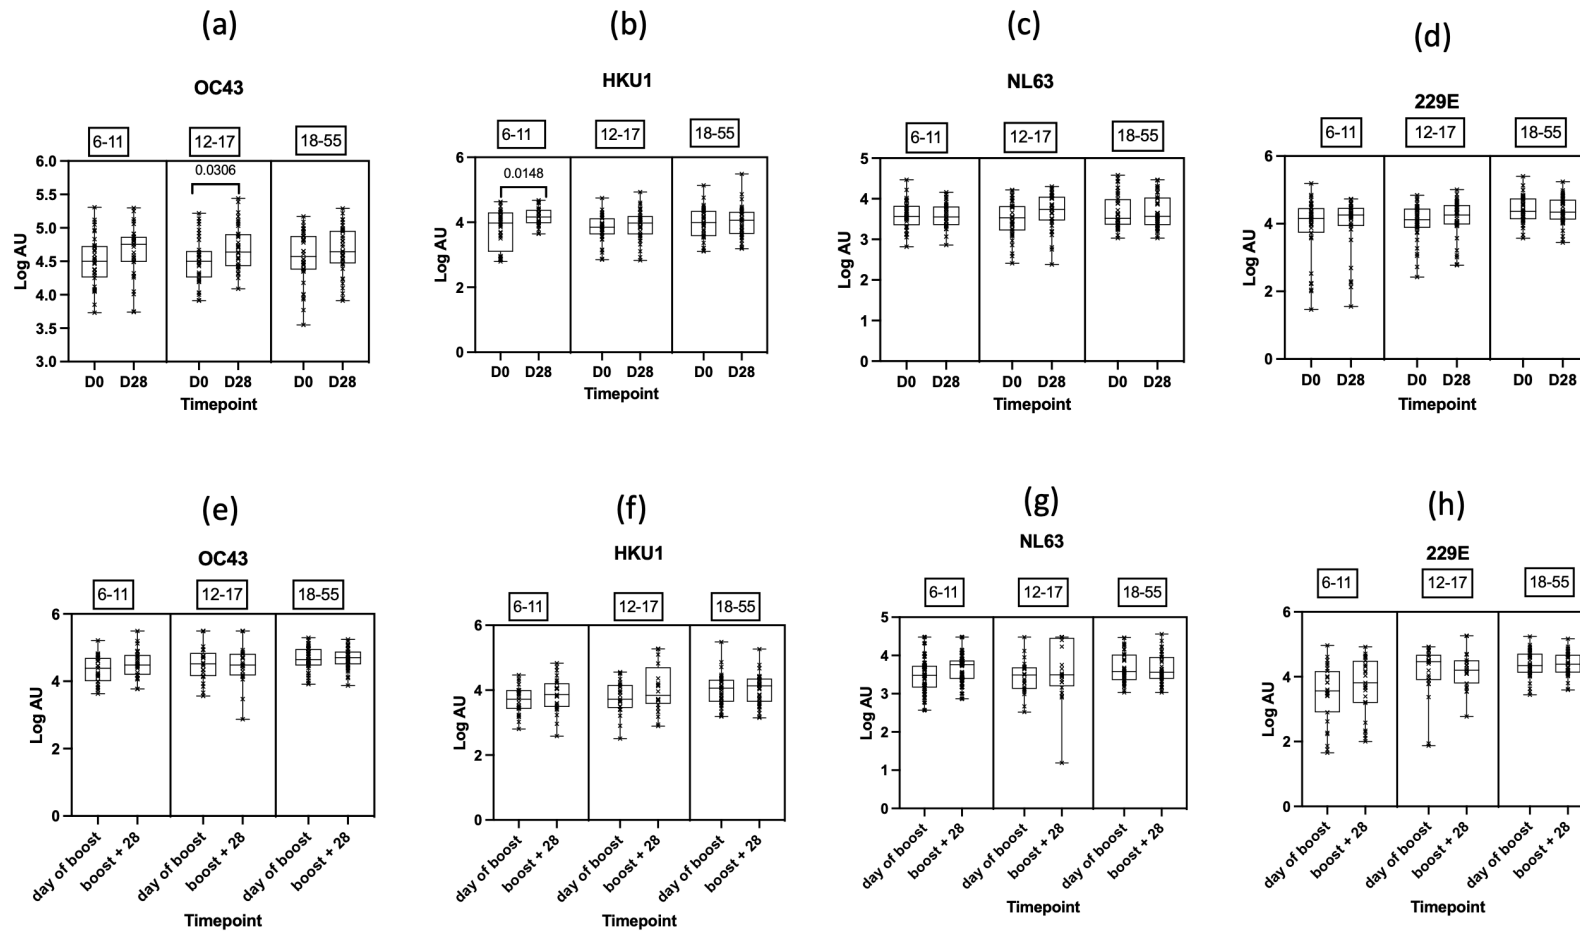 (a)
(b)
(c)
(d)
OC43
HKU1
NL63
229E
6-11
12-17
18-55
6-11
12-17
18-55
6-11
12-17
18-55
6-11
12-17
18-55
0.0306
0.0148
Log AU
6.0
5.5
5.0
4.5
4.0
3.5
3.0
D0 D28 D0 D28 D0 D28
Timepoint
Log AU
6
4
2
0
D0 D28 D0 D28 D0 D28
Timepoint
Log AU
5
4
3
2
1
0
D0 D28 D0 D28 D0 D28
Timepoint
Log AU
6
4
2
0
D0 D28 D0 D28 D0 D28
Timepoint
(e)
(f)
(g)
(h)
OC43
HKU1
NL63
229E
6-11
12-17
18-55
6-11
12-17
18-55
6-11
12-17
18-55
6-11
12-17
18-55
Log AU
6
4
2
0
day of boost
boost + 28
day of boost
boost + 28
day of boost
boost + 28
Timepoint
Log AU
6
4
2
0
day of boost
boost + 28
day of boost
boost + 28
day of boost
boost + 28
Timepoint
Log AU
5
4
3
2
1
0
day of boost
boost + 28
day of boost
boost + 28
day of boost
boost + 28
Timepoint
Log AU
6
4
2
0
day of boost
boost + 28
day of boost
boost + 28
day of boost
boost + 28
Timepoint